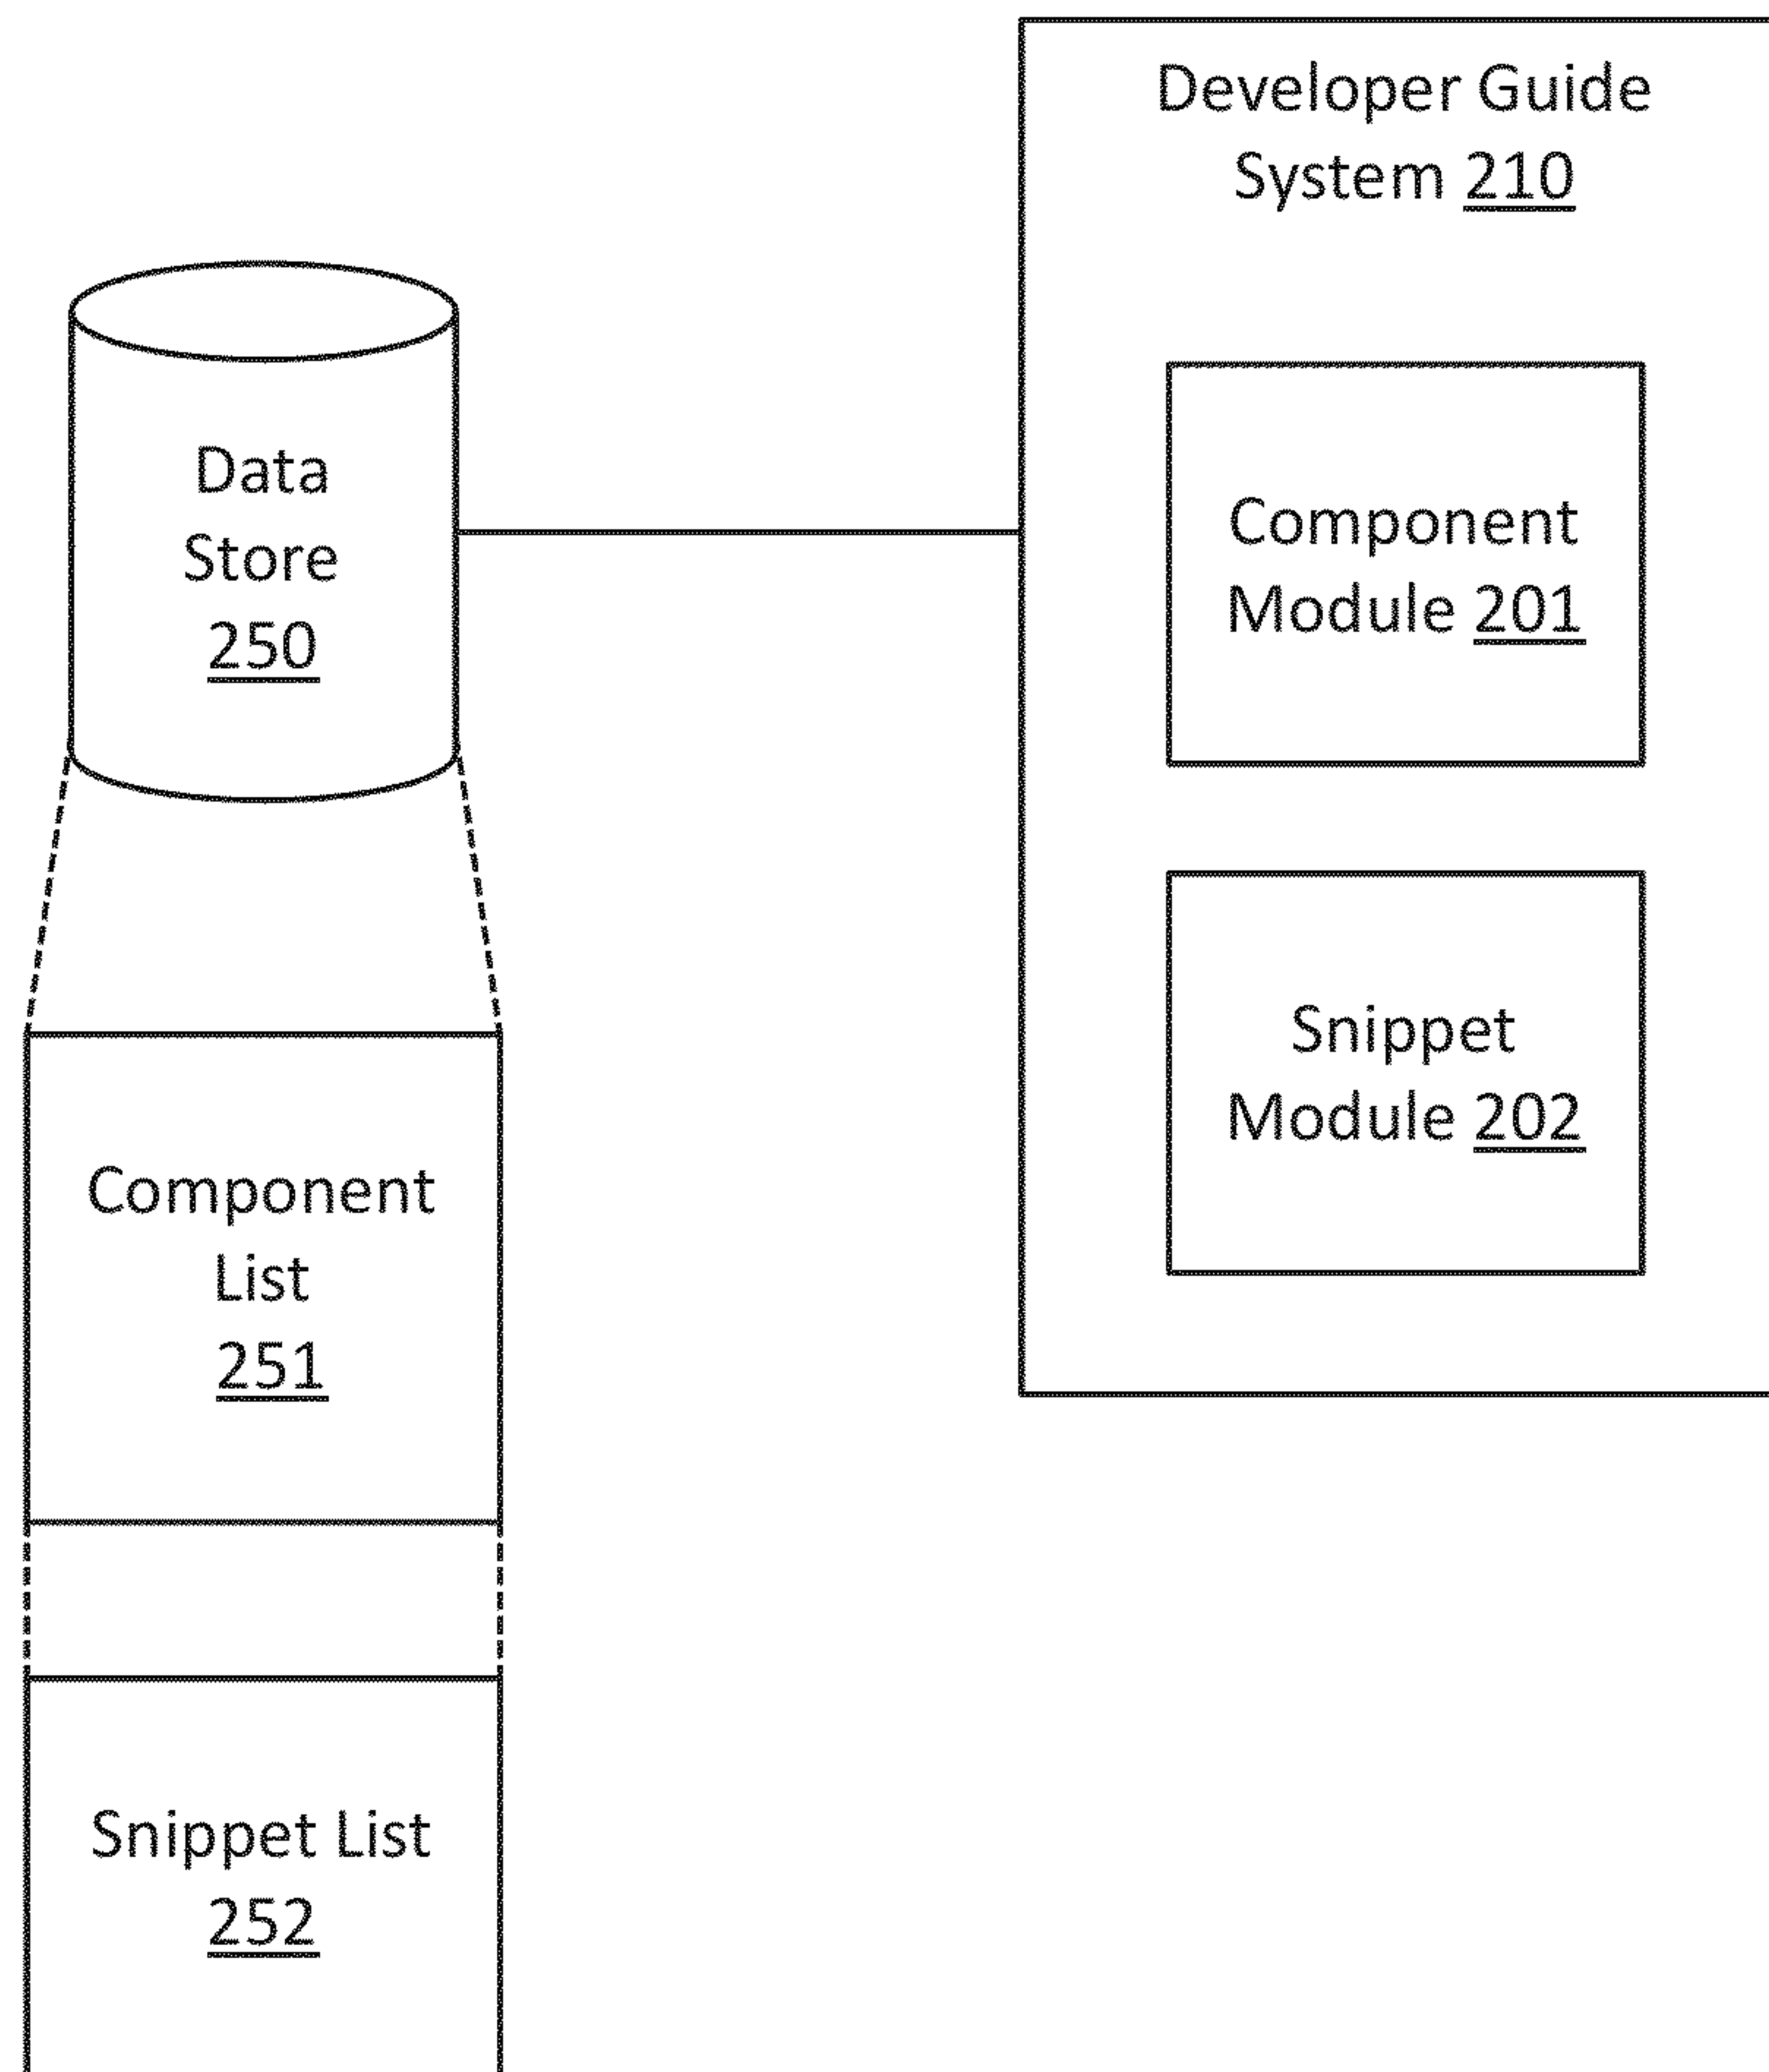 Developer Guide
System 210
Data
Store
250
Component
Module 201
Snippet
Module 202
Component
List
251
Snippet List
252